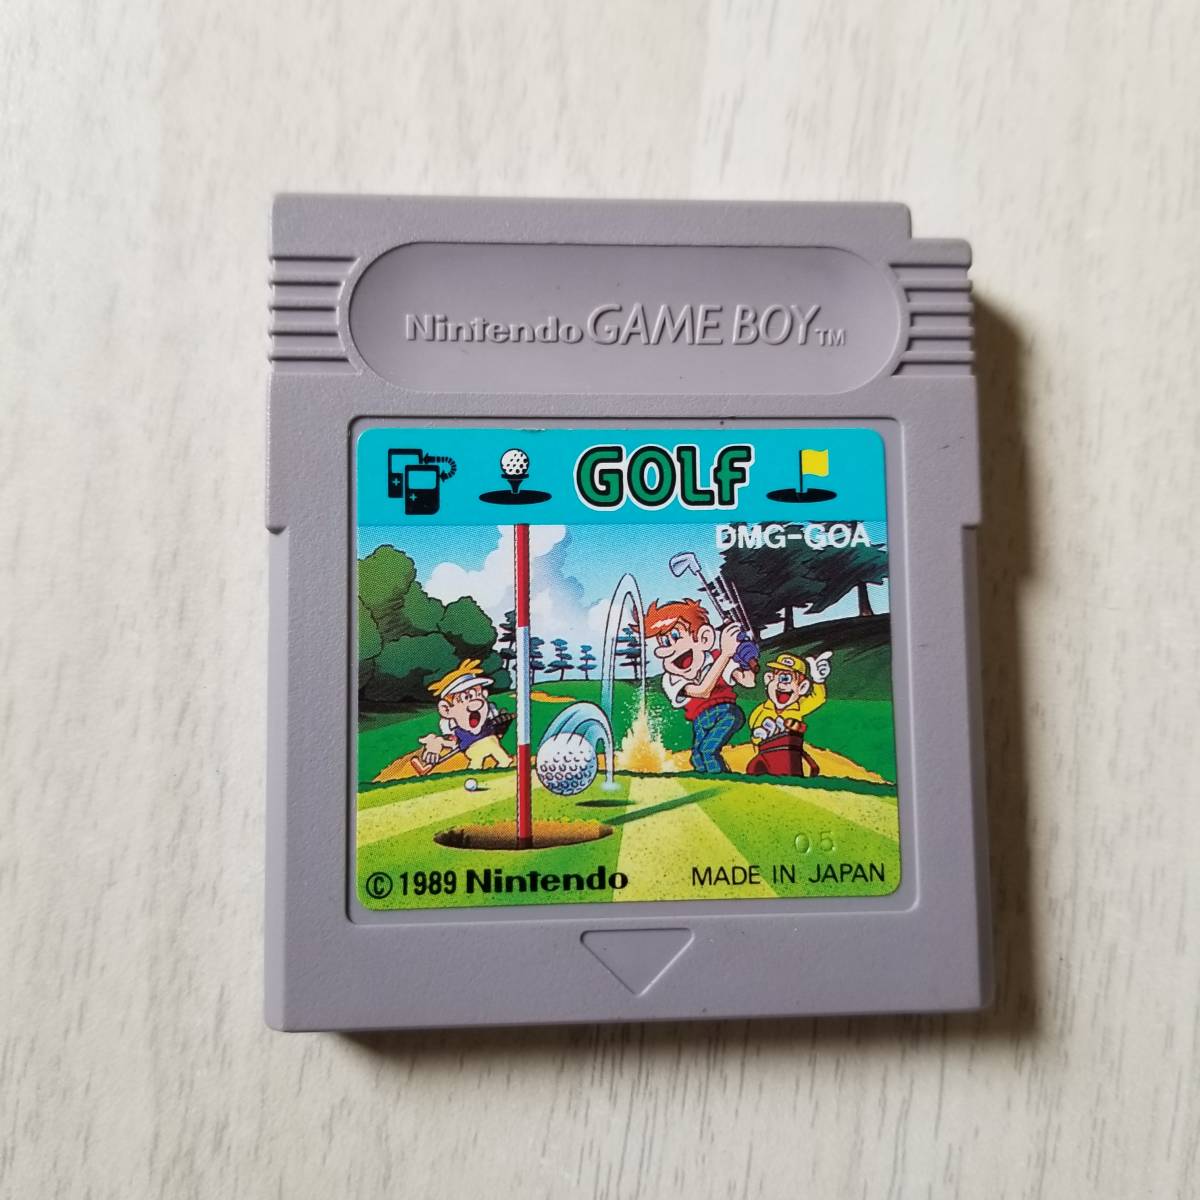 Nintendo GAME BOY TM
GOLF
DMG-GOA
05
© 1989 Nintendo
MADE IN JAPAN